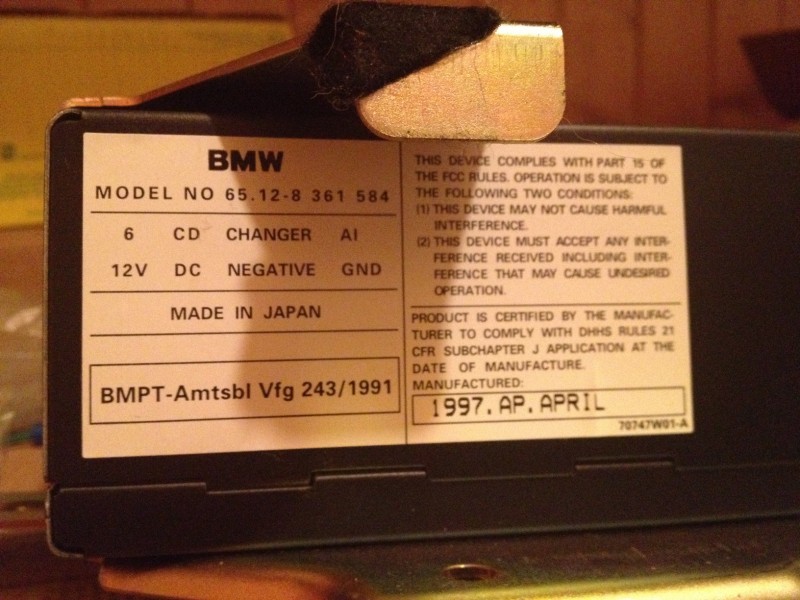 BMW
MODEL NO 65.12-8 361 584
6 CD CHANGER AI
12V DC NEGATIVE GND
MADE IN JAPAN
BMPT-Amtsbl Vfg 243/1991
THIS DEVICE COMPLIES WITH PART 15 OF
THE FCC RULES. OPERATION IS SUBJECT TO
THE FOLLOWING TWO CONDITIONS:
(1) THIS DEVICE MAY NOT CAUSE HARMFUL
INTERFERENCE.
(2) THIS DEVICE MUST ACCEPT ANY INTER-
FERENCE RECEIVED INCLUDING INTER-
FERENCE THAT MAY CAUSE UNDESIRED
OPERATION.
PRODUCT IS CERTIFIED BY THE MANUFAC-
TURER TO COMPLY WITH DHHS RULES 21
CFR SUBCHAPTER J APPLICATION AT THE
DATE OF MANUFACTURE.
MANUFACTURED:
1997. AP. APRIL
70747W01-A